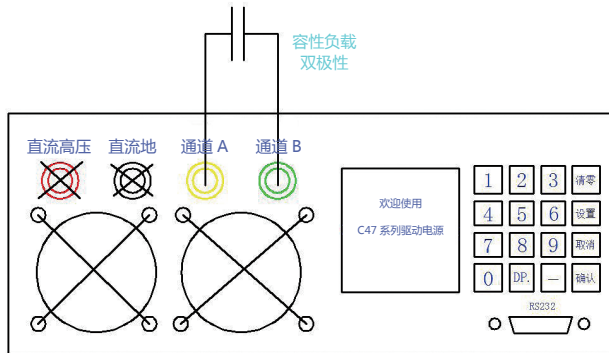 容性负载
双极性
直流高压 直流地 通道 A 通道 B
欢迎使用
C47 系列驱动电源
1 2 3 清零
4 5 6 设置
7 8 9 取消
0 DP. － 确认
RS232